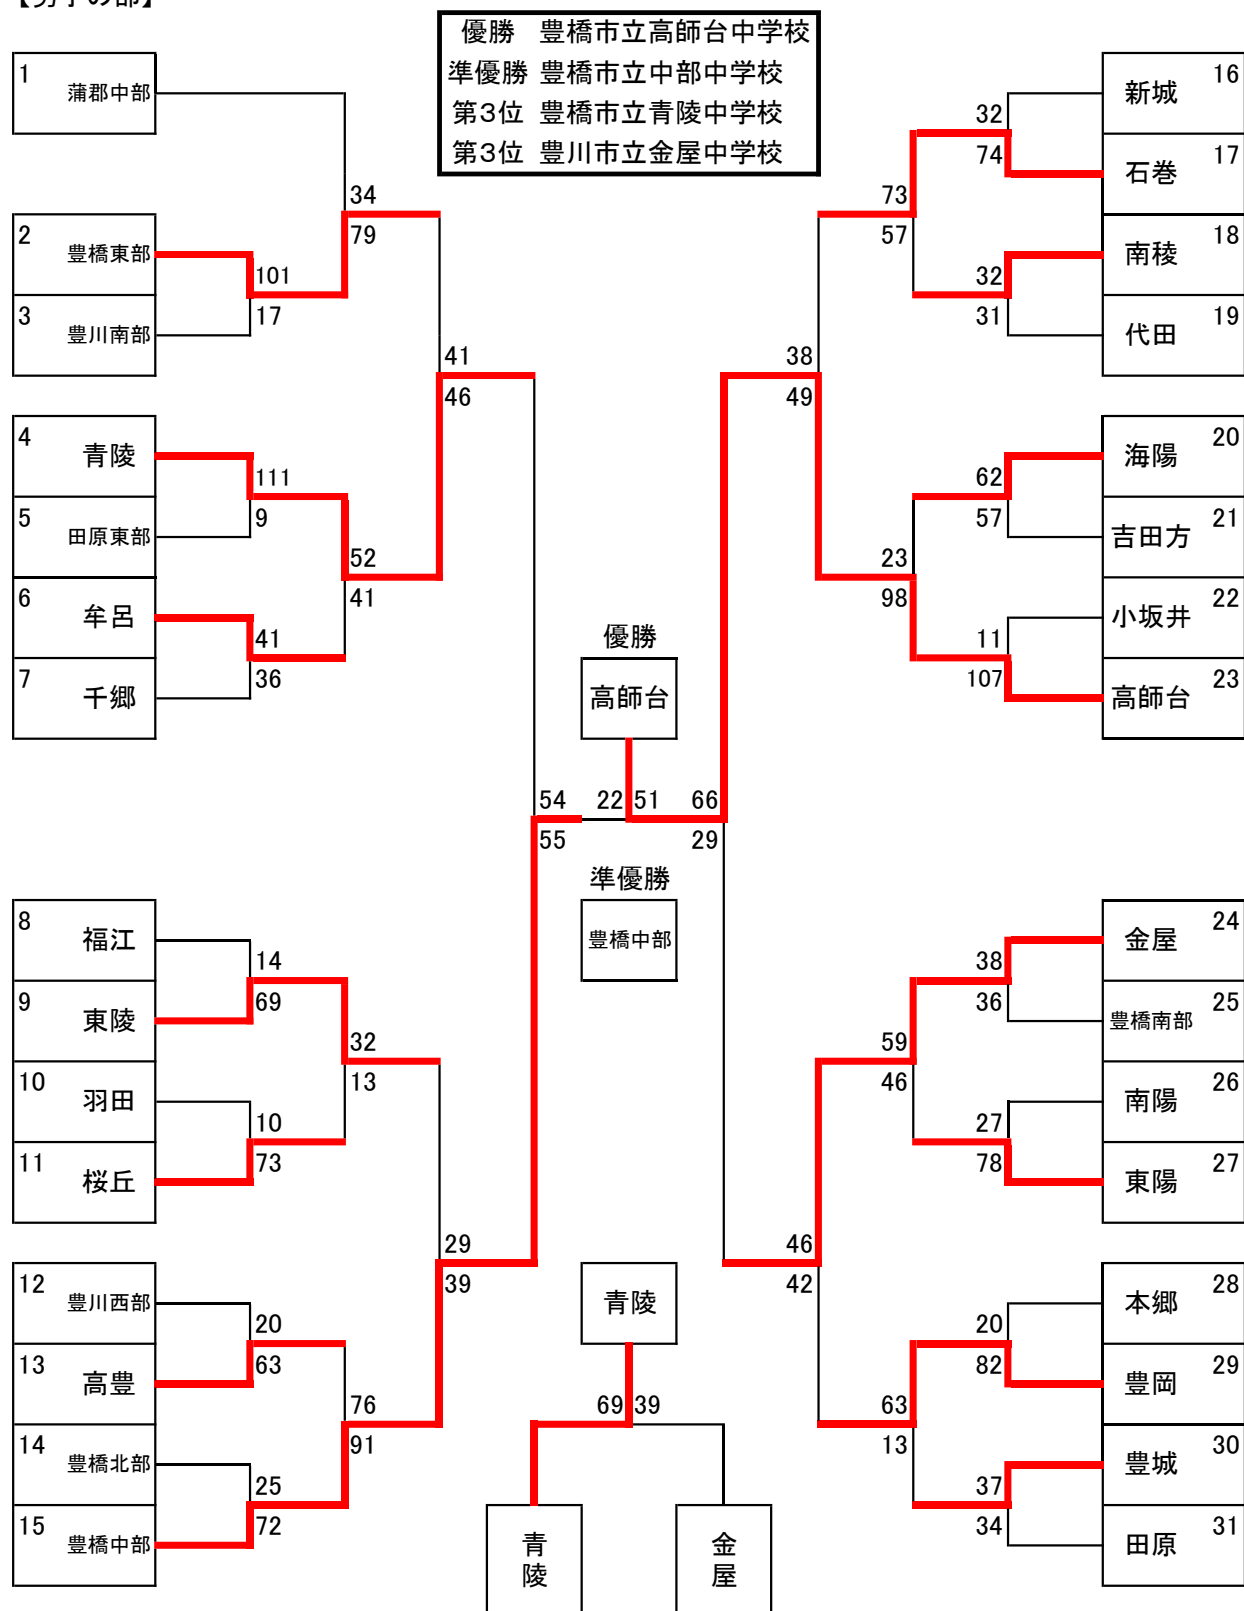 【男子の部】
優勝 豊橋市立高師台中学校
準優勝 豊橋市立中部中学校
第3位 豊橋市立青陵中学校
第3位 豊川市立金屋中学校
1 蒲郡中部
34
79
2 豊橋東部
101
17
3 豊川南部
41
46
4 青陵
111
9
5 田原東部
52
41
6 牟呂
41
36
7 千郷
54
55
8 福江
14
69
9 東陵
32
13
10 羽田
10
73
11 桜丘
29
39
12 豊川西部
20
63
13 高豊
76
91
14 豊橋北部
25
72
15 豊橋中部
優勝
高師台
22 51
準優勝
豊橋中部
青陵
69 39
青陵
金屋
新城 16
32
74
石巻 17
73
57
南稜 18
32
31
代田 19
38
49
海陽 20
62
57
吉田方 21
23
98
小坂井 22
11
107
高師台 23
66
29
金屋 24
38
36
豊橋南部 25
59
46
南陽 26
27
78
東陽 27
46
42
本郷 28
20
82
豊岡 29
63
13
豊城 30
37
34
田原 31